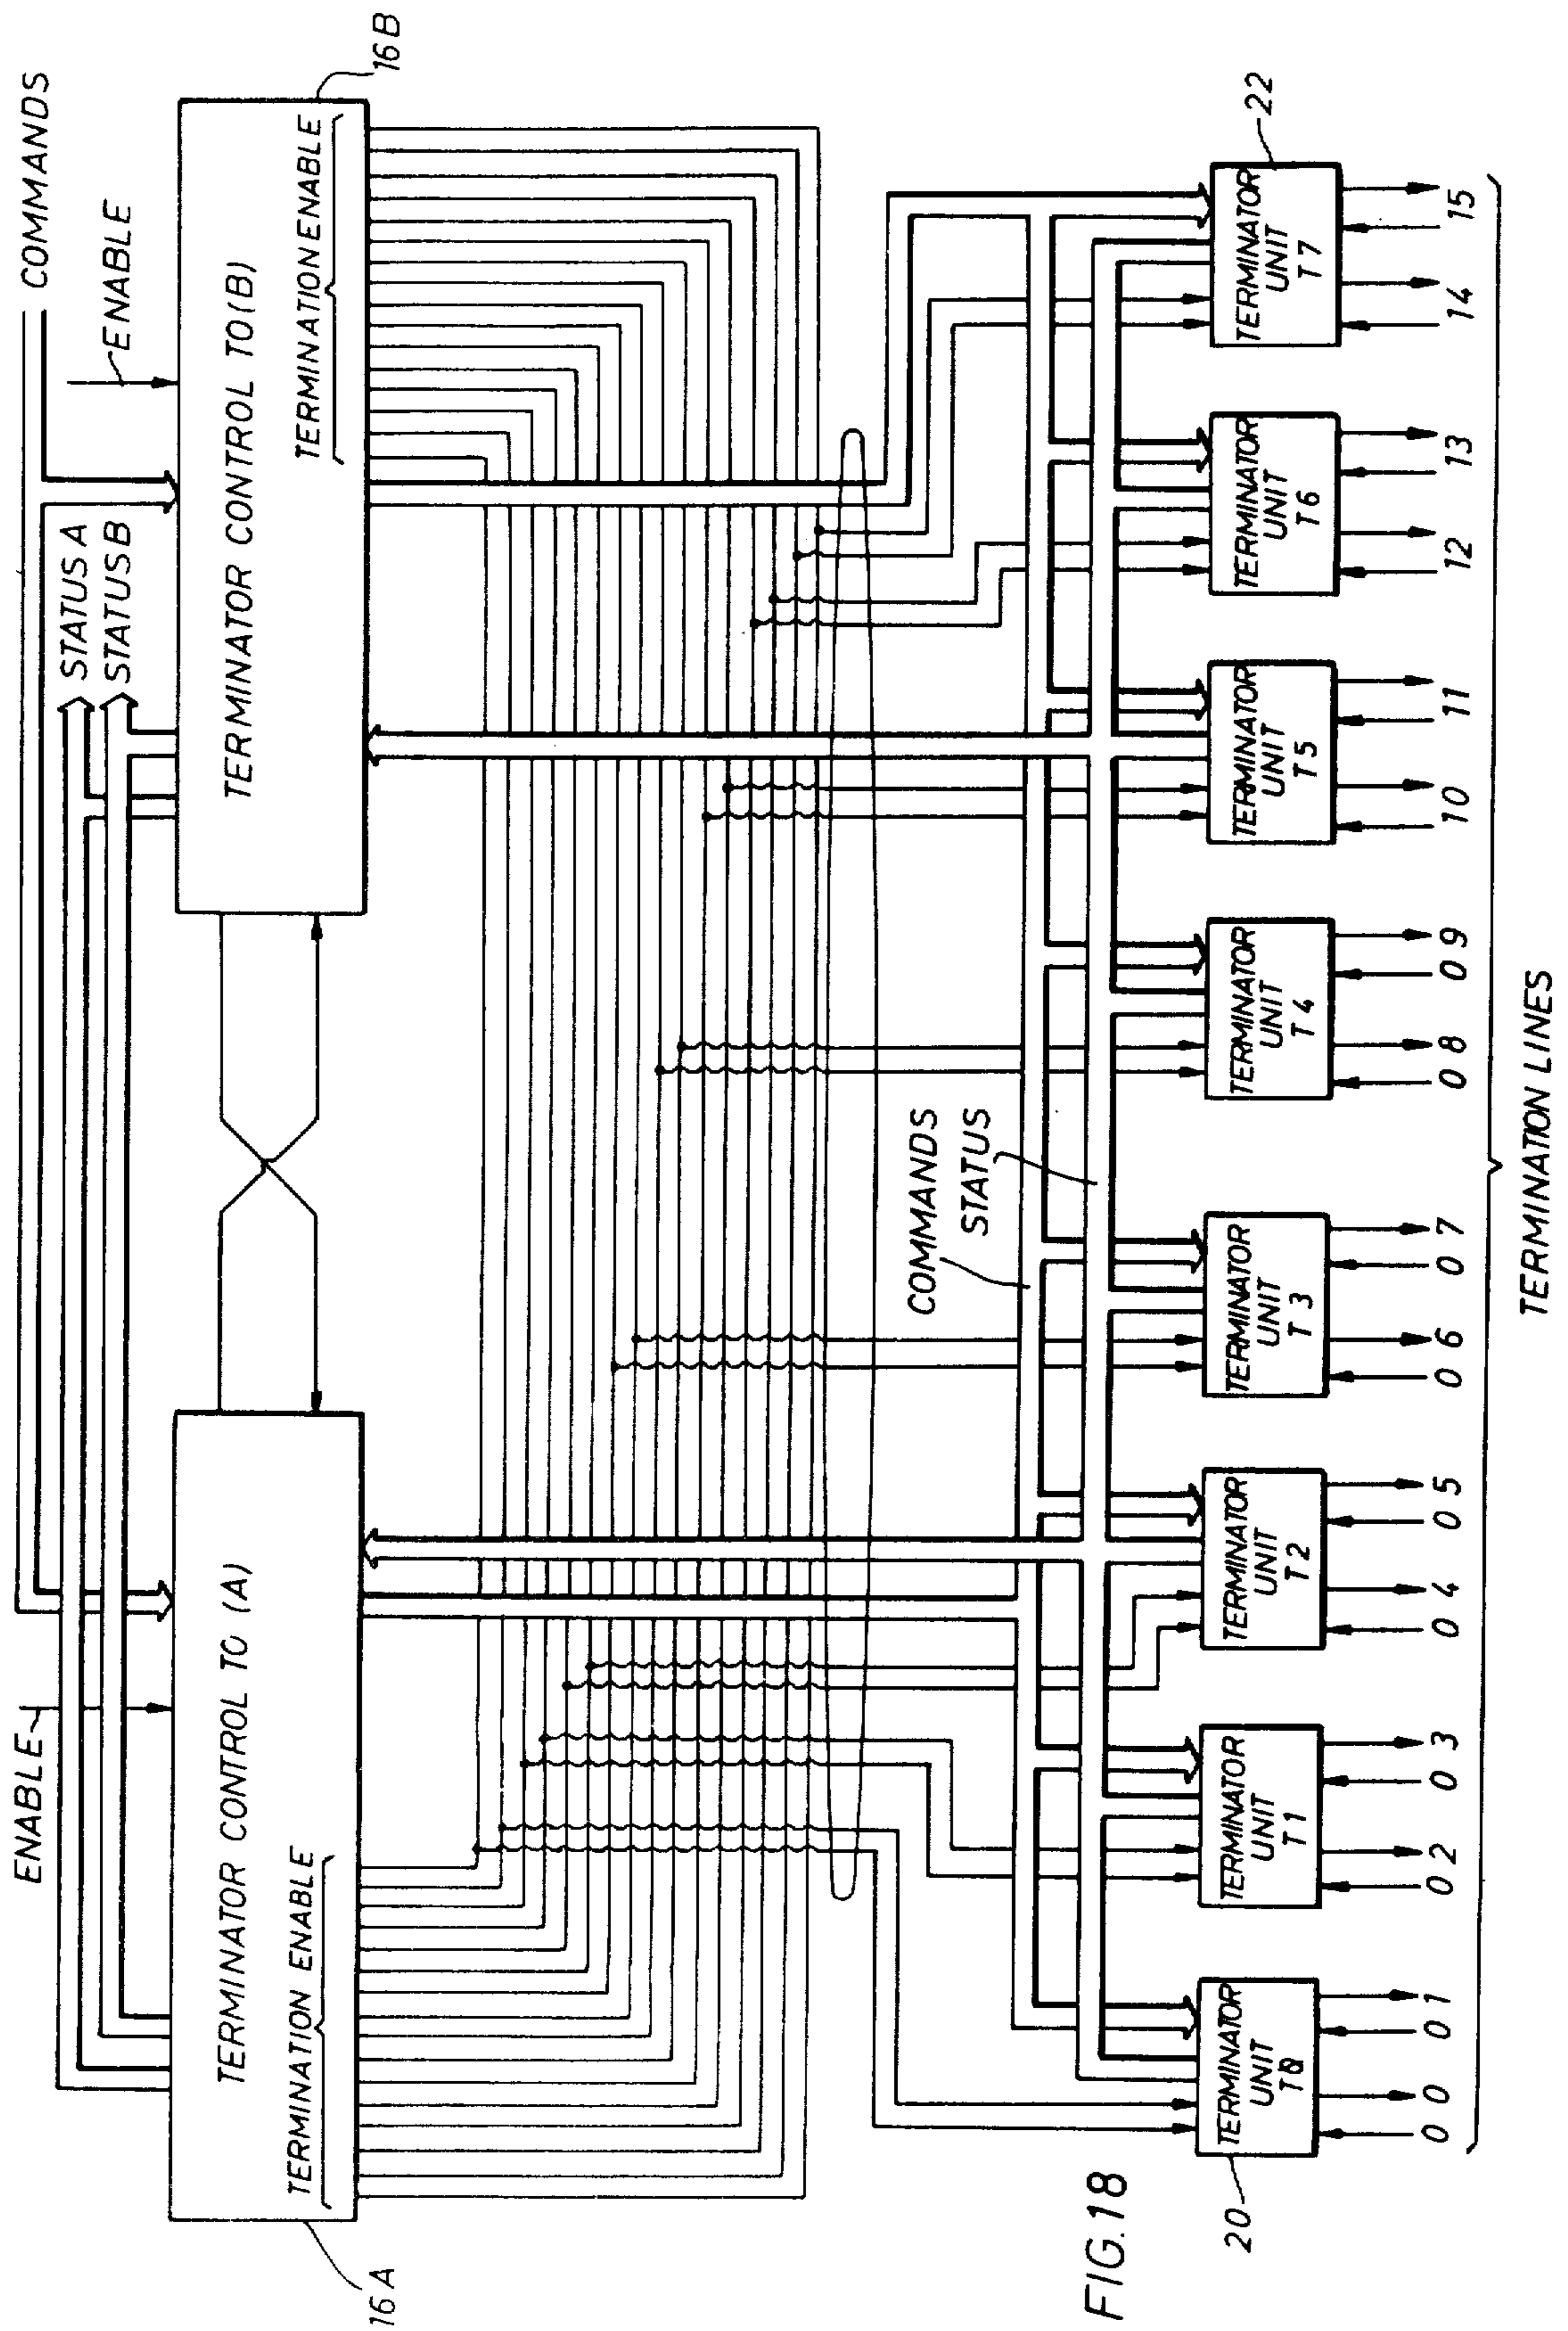 COMMANDS
ENABLE
STATUS A
STATUS B
ENABLE
TERMINATOR CONTROL TC (A)
TERMINATION ENABLE
16A
TERMINATOR CONTROL TO (B)
TERMINATION ENABLE
16B
COMMANDS
STATUS
20
TERMINATOR
UNIT
T0
TERMINATOR
UNIT
T1
TERMINATOR
UNIT
T2
TERMINATOR
UNIT
T3
TERMINATOR
UNIT
T4
TERMINATOR
UNIT
T5
TERMINATOR
UNIT
T6
TERMINATOR
UNIT
T7
22
00 01 02 03 04 05 06 07 08 09 10 11 12 13 14 15
TERMINATION LINES
FIG. 18